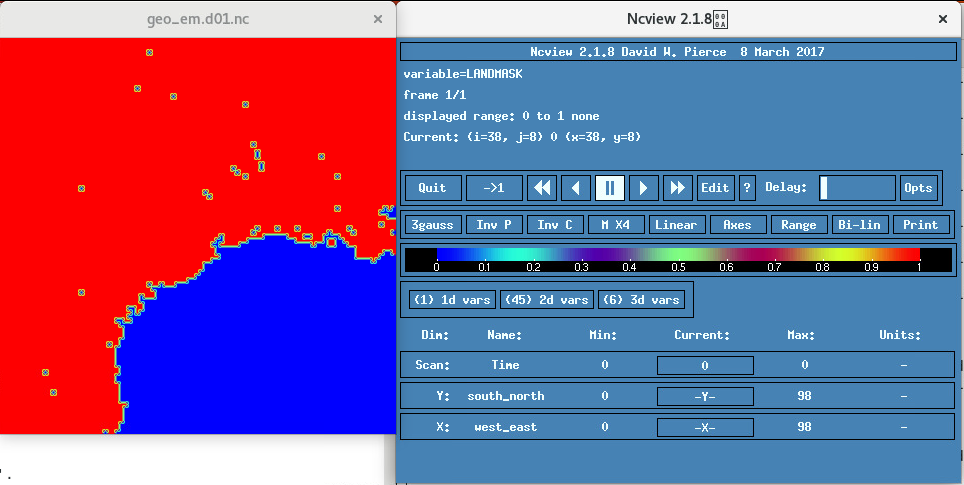 geo_em.d01.nc ×
Ncview 2.1.8 ×
Ncview 2.1.8 David W. Pierce 8 March 2017
variable=LANDMASK
frame 1/1
displayed range: 0 to 1 none
Current: (i=38, j=8) 0 (x=38, y=8)
Quit ->1 Edit ? Delay: Opts
3gauss Inv P Inv C M X4 Linear Axes Range Bi-lin Print
0 0.1 0.2 0.3 0.4 0.5 0.6 0.7 0.8 0.9 1
(1) 1d vars (45) 2d vars (6) 3d vars
Dim: Name: Min: Current: Max: Units:
Scan: Time 0 0 0 -
Y: south_north 0 -Y- 98 -
X: west_east 0 -X- 98 -